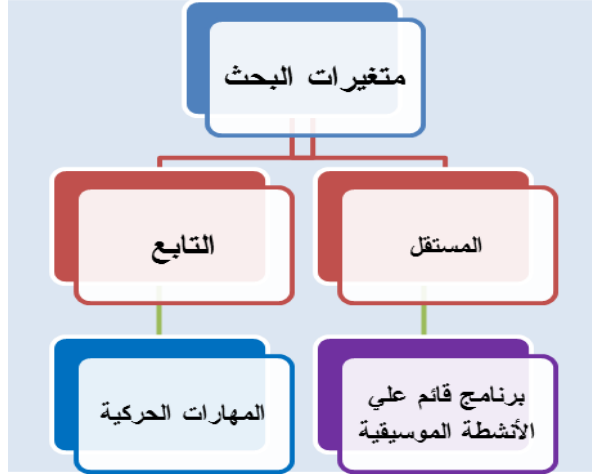 متغيرات البحث
المستقل
التابع
برنامج قائم علي
الأنشطة الموسيقية
المهارات الحركية